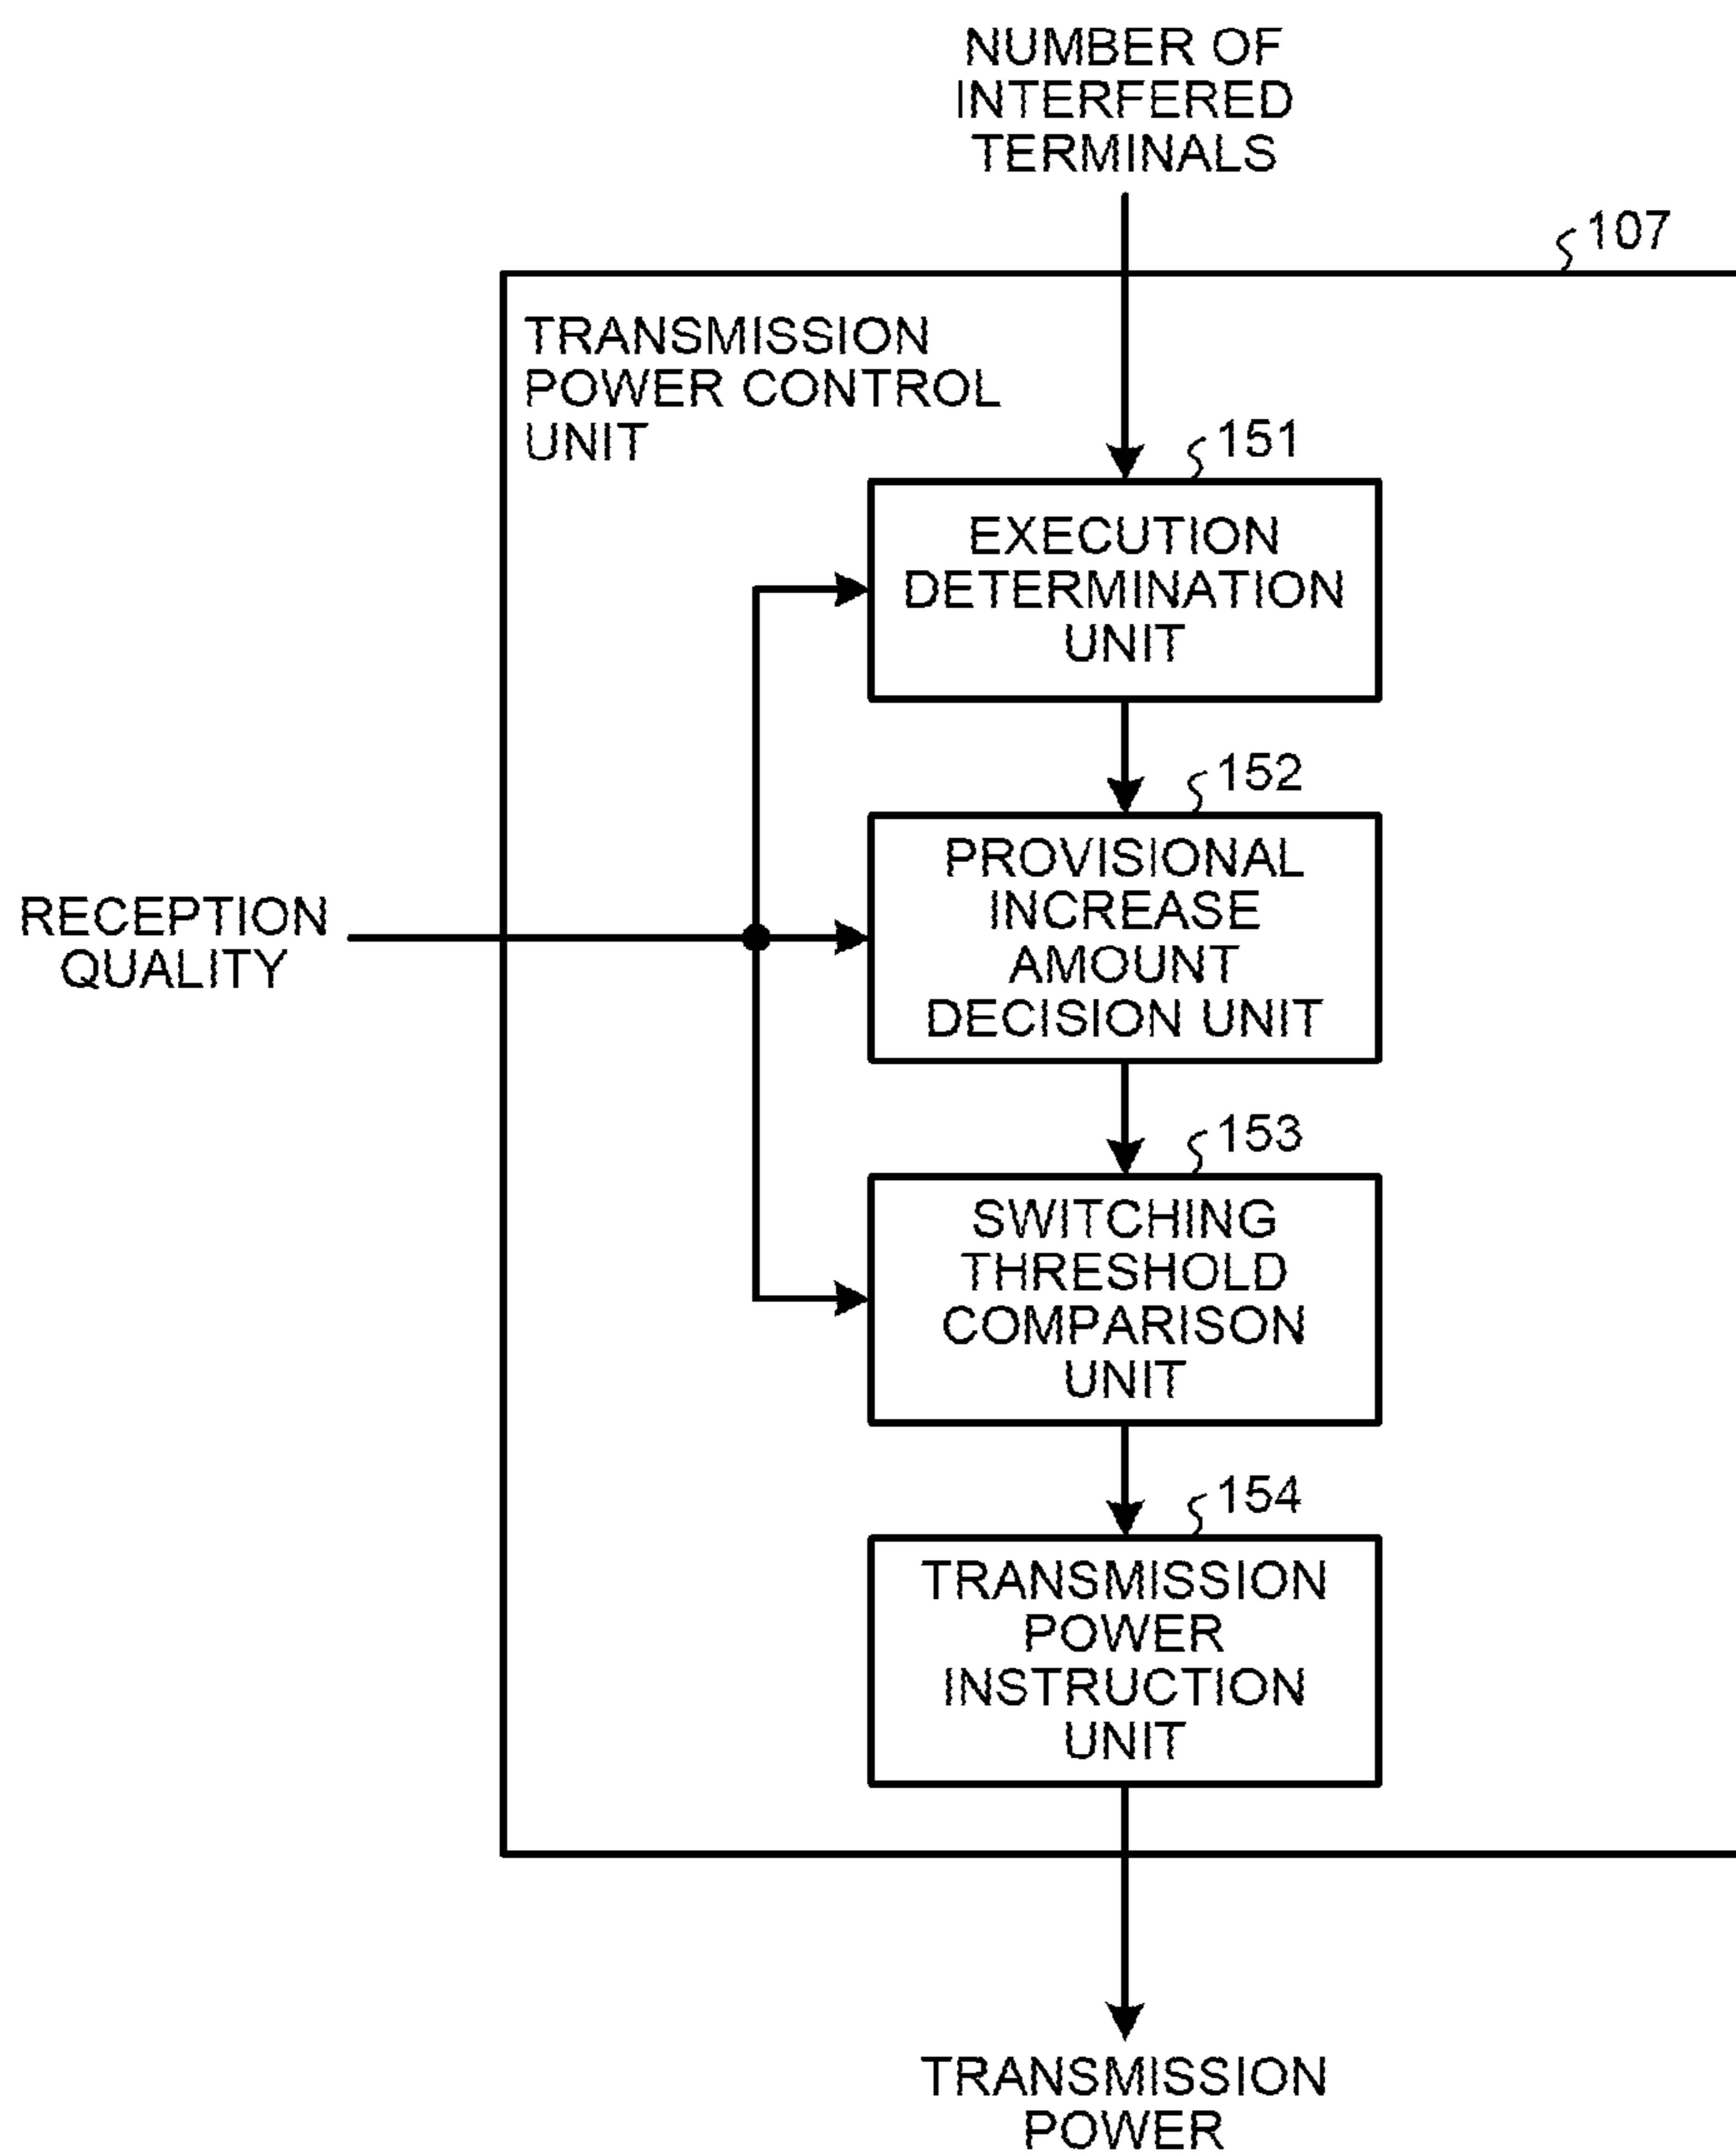 NUMBER OF
INTERFERED
TERMINALS
107
TRANSMISSION
POWER CONTROL
UNIT
151
EXECUTION
DETERMINATION
UNIT
152
PROVISIONAL
INCREASE
AMOUNT
DECISION UNIT
RECEPTION
QUALITY
153
SWITCHING
THRESHOLD
COMPARISON
UNIT
154
TRANSMISSION
POWER
INSTRUCTION
UNIT
TRANSMISSION
POWER